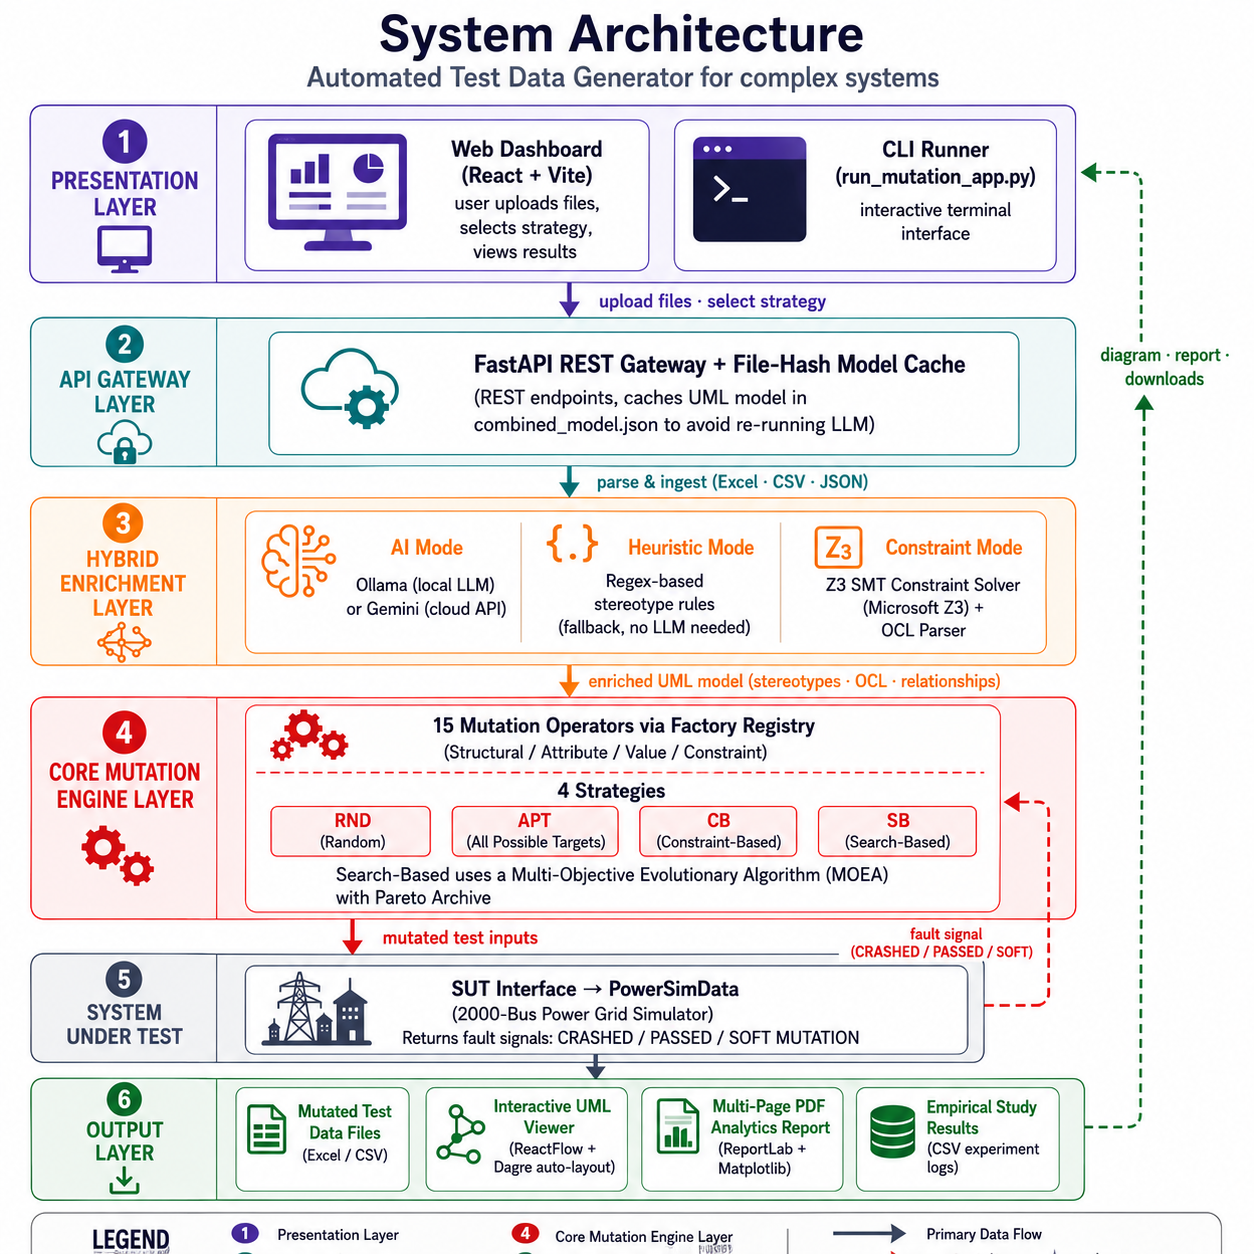 System Architecture
Automated Test Data Generator for complex systems
1
PRESENTATION
LAYER
Web Dashboard
(React + Vite)
user uploads files,
selects strategy,
views results
CLI Runner
(run_mutation_app.py)
interactive terminal
interface
upload files · select strategy
2
API GATEWAY
LAYER
FastAPI REST Gateway + File-Hash Model Cache
(REST endpoints, caches UML model in
combined_model.json to avoid re-running LLM)
diagram · report ·
downloads
parse & ingest (Excel · CSV · JSON)
3
HYBRID
ENRICHMENT
LAYER
AI Mode
Ollama (local LLM)
or Gemini (cloud API)
{.}
Heuristic Mode
Regex-based
stereotype rules
(fallback, no LLM needed)
Z3
Constraint Mode
Z3 SMT Constraint Solver
(Microsoft Z3) +
OCL Parser
enriched UML model (stereotypes · OCL · relationships)
4
CORE MUTATION
ENGINE LAYER
15 Mutation Operators via Factory Registry
(Structural / Attribute / Value / Constraint)
4 Strategies
RND
(Random)
APT
(All Possible Targets)
CB
(Constraint-Based)
SB
(Search-Based)
Search-Based uses a Multi-Objective Evolutionary Algorithm (MOEA)
with Pareto Archive
mutated test inputs
fault signal
(CRASHED / PASSED / SOFT)
5
SYSTEM
UNDER TEST
SUT Interface → PowerSimData
(2000-Bus Power Grid Simulator)
Returns fault signals: CRASHED / PASSED / SOFT MUTATION
6
OUTPUT
LAYER
Mutated Test
Data Files
(Excel / CSV)
Interactive UML
Viewer
(ReactFlow +
Dagre auto-layout)
Multi-Page PDF
Analytics Report
(ReportLab +
Matplotlib)
Empirical Study
Results
(CSV experiment
logs)
LEGEND
1 Presentation Layer
4 Core Mutation Engine Layer
Primary Data Flow